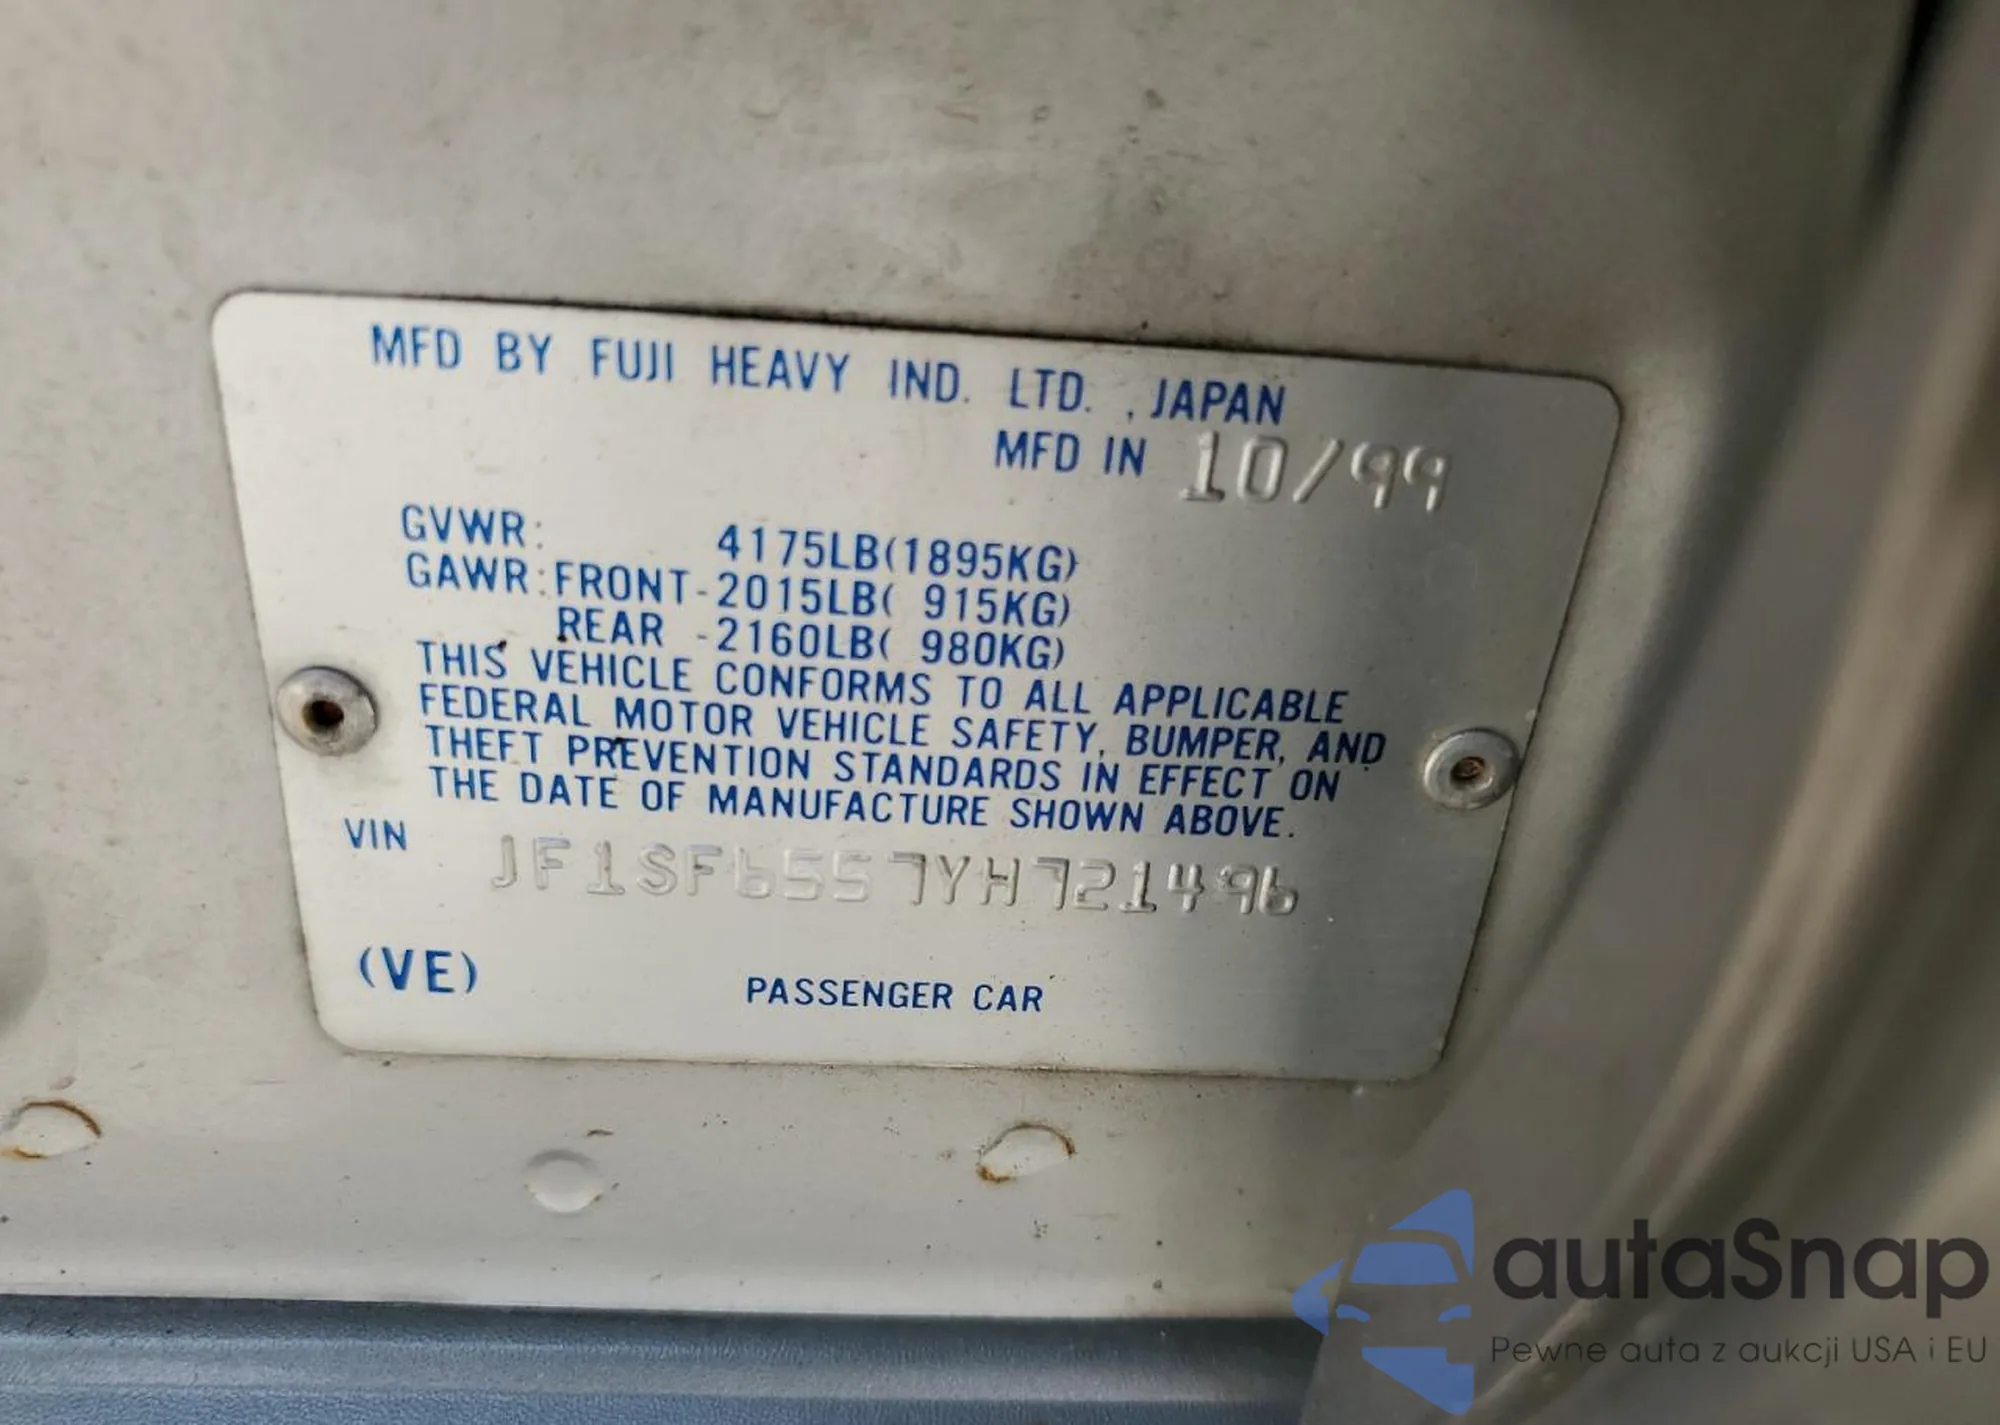 MFD BY FUJI HEAVY IND. LTD. , JAPAN
MFD IN 10/99
GVWR: 4175LB(1895KG)
GAWR:FRONT-2015LB( 915KG)
REAR -2160LB( 980KG)
THIS VEHICLE CONFORMS TO ALL APPLICABLE
FEDERAL MOTOR VEHICLE SAFETY, BUMPER, AND
THEFT PREVENTION STANDARDS IN EFFECT ON
THE DATE OF MANUFACTURE SHOWN ABOVE.
VIN JF1SF6557YH721496
(VE) PASSENGER CAR
autaSnap
Pewne auta z aukcji USA i EU